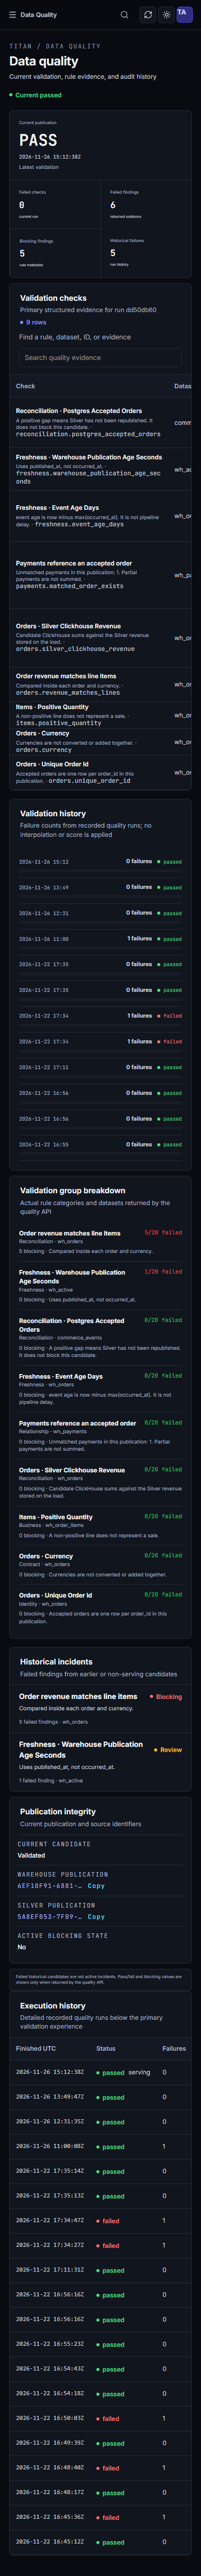 Data Quality
TA
TITAN / DATA QUALITY
Data quality
Current validation, rule evidence, and audit history
Current passed
Current publication
PASS
2026-11-26 15:12:38Z
Latest validation
Failed checks
0
current run
Failed findings
6
returned evidence
Blocking findings
5
rule metadata
Historical failures
5
run history
Validation checks
Primary structured evidence for run dd50db60
9 rows
Find a rule, dataset, ID, or evidence
Search quality evidence
Check Datas
Reconciliation · Postgres Accepted Orders
A positive gap means Silver has not been republished. It does not block this candidate. ·
reconciliation.postgres_accepted_orders
comm
Freshness · Warehouse Publication Age Seconds
Uses published_at, not occurred_at. ·
freshness.warehouse_publication_age_sec
onds
wh_ac
Freshness · Event Age Days
event age is now minus max(occurred_at). It is not pipeline delay. · freshness.event_age_days
wh_or
Payments reference an accepted order
Unmatched payments in this publication: 1. Partial payments are not summed. ·
payments.matched_order_exists
wh_pa
Orders · Silver Clickhouse Revenue
Candidate ClickHouse sums against the Silver revenue stored on the load. ·
orders.silver_clickhouse_revenue
wh_or
Order revenue matches line items
Compared inside each order and currency. ·
orders.revenue_matches_lines
wh_or
Items · Positive Quantity
A non-positive line does not represent a sale. ·
items.positive_quantity
wh_or
Orders · Currency
Currencies are not converted or added together. ·
orders.currency
wh_or
Orders · Unique Order Id
Accepted orders are one row per order_id in this publication. · orders.unique_order_id
wh_or
Validation history
Failure counts from recorded quality runs; no
interpolation or score is applied
2026-11-26 15:12 0 failures passed
2026-11-26 13:49 0 failures passed
2026-11-26 12:31 0 failures passed
2026-11-26 11:00 1 failures passed
2026-11-22 17:35 0 failures passed
2026-11-22 17:35 0 failures passed
2026-11-22 17:34 1 failures failed
2026-11-22 17:34 1 failures failed
2026-11-22 17:11 0 failures passed
2026-11-22 16:56 0 failures passed
2026-11-22 16:56 0 failures passed
2026-11-22 16:55 0 failures passed
Validation group breakdown
Actual rule categories and datasets returned by the
quality API
Order revenue matches line items 5/20 failed
Reconciliation · wh_orders
5 blocking · Compared inside each order and currency.
Freshness · Warehouse Publication 1/20 failed
Age Seconds
Freshness · wh_active
0 blocking · Uses published_at, not occurred_at.
Reconciliation · Postgres Accepted 0/20 failed
Orders
Reconciliation · commerce_events
0 blocking · A positive gap means Silver has not been republished.
It does not block this candidate.
Freshness · Event Age Days 0/20 failed
Freshness · wh_orders
0 blocking · event age is now minus max(occurred_at). It is not
pipeline delay.
Payments reference an accepted order 0/20 failed
Relationship · wh_payments
0 blocking · Unmatched payments in this publication: 1. Partial
payments are not summed.
Orders · Silver Clickhouse Revenue 0/20 failed
Reconciliation · wh_orders
0 blocking · Candidate ClickHouse sums against the Silver revenue
stored on the load.
Items · Positive Quantity 0/20 failed
Business · wh_order_items
0 blocking · A non-positive line does not represent a sale.
Orders · Currency 0/20 failed
Contract · wh_orders
0 blocking · Currencies are not converted or added together.
Orders · Unique Order Id 0/20 failed
Identity · wh_orders
0 blocking · Accepted orders are one row per order_id in this
publication.
Historical incidents
Failed findings from earlier or non-serving candidates
Order revenue matches line items Blocking
Compared inside each order and currency.
5 failed findings · wh_orders
Freshness · Warehouse Publication Review
Age Seconds
Uses published_at, not occurred_at.
1 failed finding · wh_active
Publication integrity
Current publication and source identifiers
CURRENT CANDIDATE
Validated
WAREHOUSE PUBLICATION
6EF10F91-6881-… Copy
SILVER PUBLICATION
5A8EFB53-7FB9-… Copy
ACTIVE BLOCKING STATE
No
Failed historical candidates are not active incidents. Pass/fail and blocking values are
shown only when returned by the quality API.
Execution history
Detailed recorded quality runs below the primary
validation experience
Finished UTC Status Failures
2026-11-26 15:12:38Z passed serving 0
2026-11-26 13:49:47Z passed 0
2026-11-26 12:31:35Z passed 0
2026-11-26 11:00:08Z passed 1
2026-11-22 17:35:14Z passed 0
2026-11-22 17:35:13Z passed 0
2026-11-22 17:34:47Z failed 1
2026-11-22 17:34:27Z failed 1
2026-11-22 17:11:31Z passed 0
2026-11-22 16:56:16Z passed 0
2026-11-22 16:56:16Z passed 0
2026-11-22 16:55:23Z passed 0
2026-11-22 16:54:43Z passed 0
2026-11-22 16:54:18Z passed 0
2026-11-22 16:50:03Z failed 1
2026-11-22 16:49:39Z passed 0
2026-11-22 16:48:40Z failed 1
2026-11-22 16:48:17Z passed 0
2026-11-22 16:45:36Z failed 1
2026-11-22 16:45:12Z passed 0